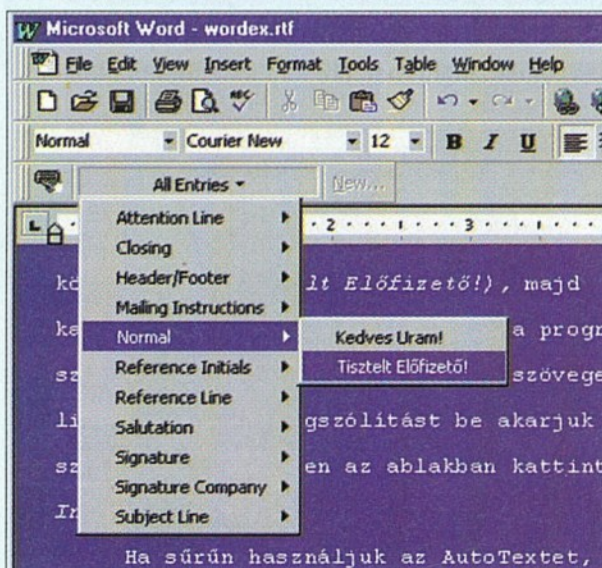 Microsoft Word - wordex.rtf
File Edit View Insert Format Tools Table Window Help
Normal Courier New 12 B I U
All Entries New...
Attention Line
Closing
Header/Footer
Mailing Instructions
Normal
Reference Initials
Reference Line
Salutation
Signature
Signature Company
Subject Line
Kedves Uram!
Tisztelt Előfizető!
2 1 3 1
lt Előfizető!), majd
a progr
szövege
gszólítást be akarjuk
en az ablakban kattint
Ha sűrűn használjuk az AutoTextet,